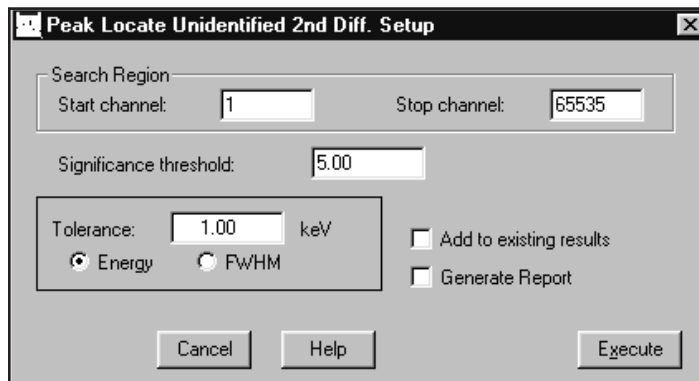 Peak Locate Unidentified 2nd Diff. Setup
Search Region
Start channel: 1 Stop channel: 65535
Significance threshold: 5.00
Tolerance: 1.00 keV
Energy FWHM
Add to existing results
Generate Report
Cancel Help Execute